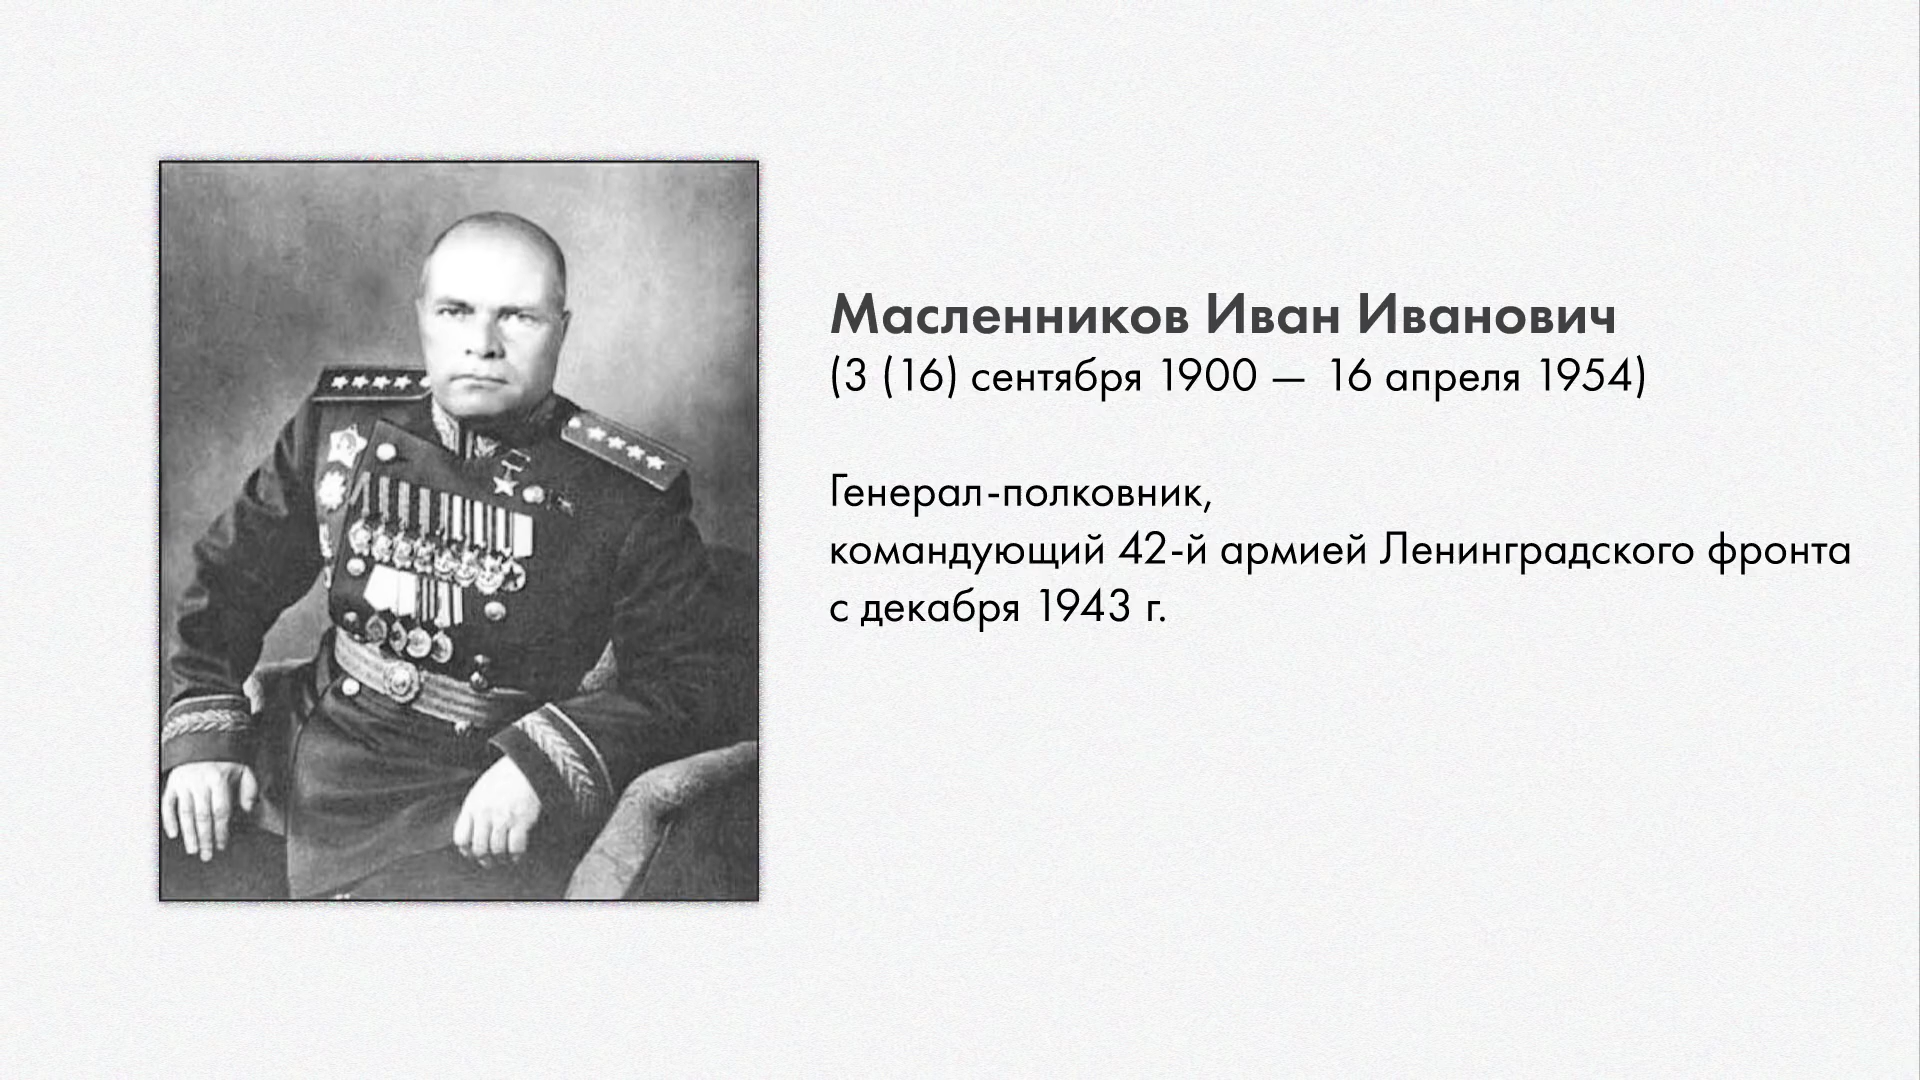 Масленников Иван Иванович
(3 (16) сентября 1900 — 16 апреля 1954)
Генерал-полковник,
командующий 42-й армией Ленинградского фронта
с декабря 1943 г.